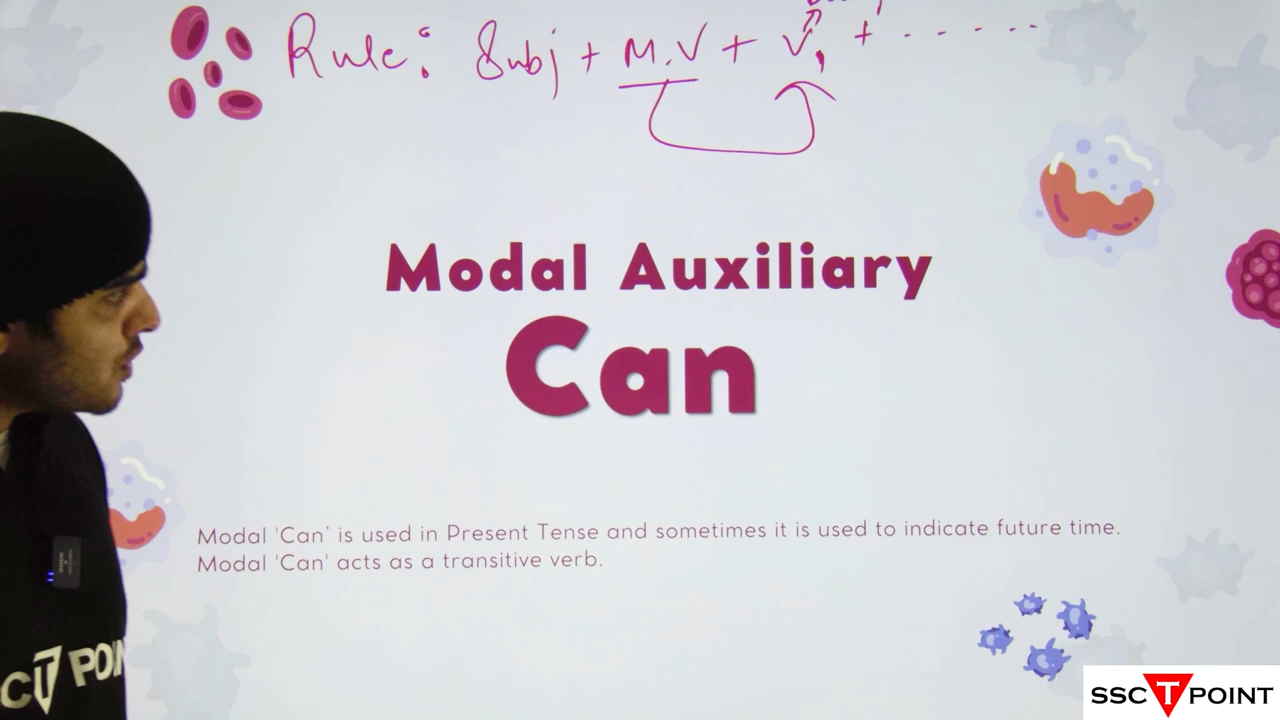 Rule: Subj + M.V + V1 + ......
Modal Auxiliary
Can
Modal 'Can' is used in Present Tense and sometimes it is used to indicate future time.
Modal 'Can' acts as a transitive verb.
SSC T POINT